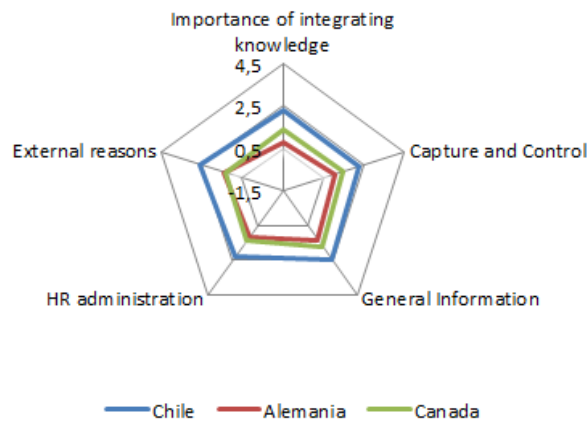 Importance of integrating
knowledge
4,5
2,5
0,5
-1,5
External reasons
Capture and Control
HR administration
General Information
Chile
Alemania
Canada